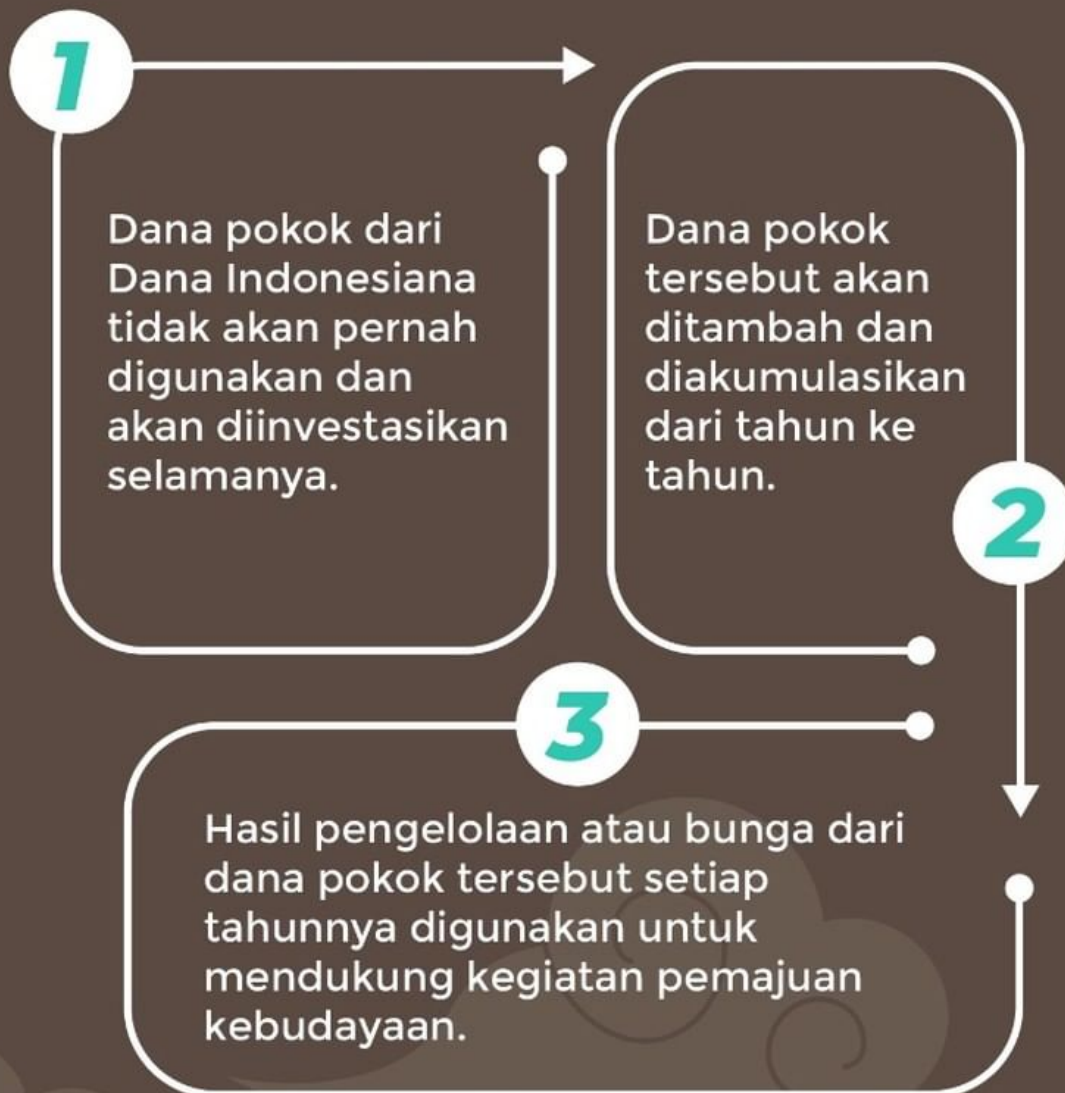 1
Dana pokok dari
Dana Indonesiana
tidak akan pernah
digunakan dan
akan diinvestasikan
selamanya.
2
Dana pokok
tersebut akan
ditambah dan
diakumulasikan
dari tahun ke
tahun.
3
Hasil pengelolaan atau bunga dari
dana pokok tersebut setiap
tahunnya digunakan untuk
mendukung kegiatan pemajuan
kebudayaan.